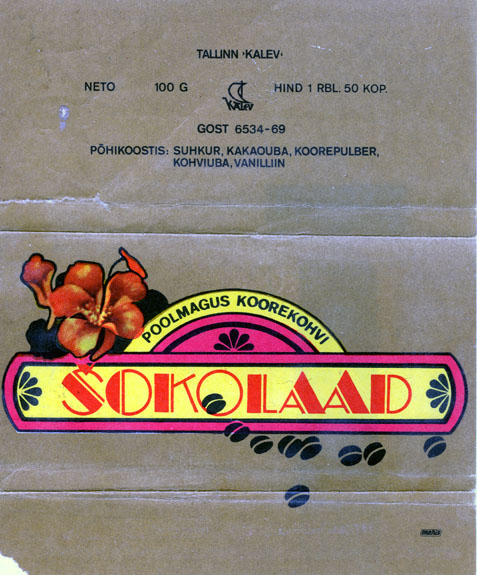 TALLINN „KALEV“
NETO 100 G KALEV HIND 1 RBL. 50 KOP.
GOST 6534-69
PÕHIKOOSTIS: SUHKUR, KAKAOUBA, KOOREPULBER,
KOHVIUBA, VANILLIIN
POOLMAGUS KOOREKOHVI
ŠOKOLAAD